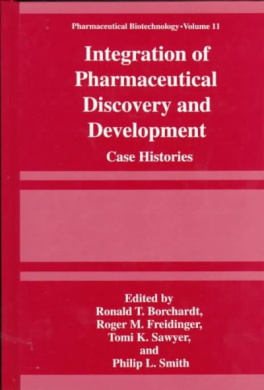 Pharmaceutical Biotechnology • Volume 11
Integration of
Pharmaceutical
Discovery and
Development
Case Histories
Edited by
Ronald T. Borchardt,
Roger M. Freidinger,
Tomi K. Sawyer,
and
Philip L. Smith